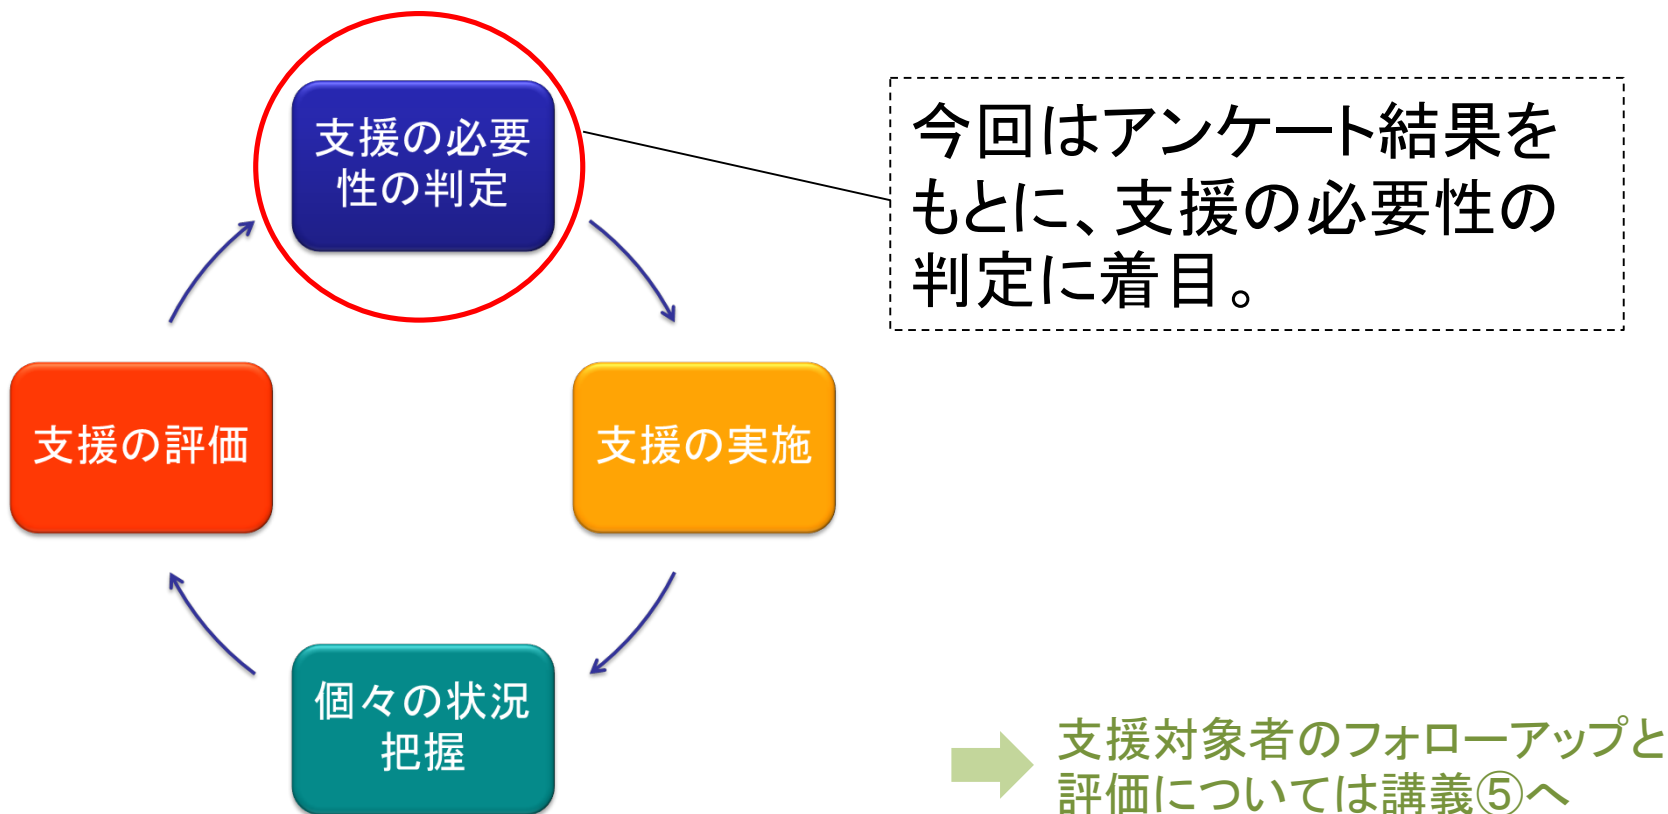 支援の必要
性の判定
今回はアンケート結果を
もとに、支援の必要性の
判定に着目。
支援の評価
支援の実施
個々の状況
把握
支援対象者のフォローアップと
評価については講義⑤へ